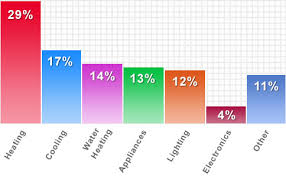 29%
17%
14%
13%
12%
4%
11%
Heating
Cooling
Water
Heating
Appliances
Lighting
Electronics
Other